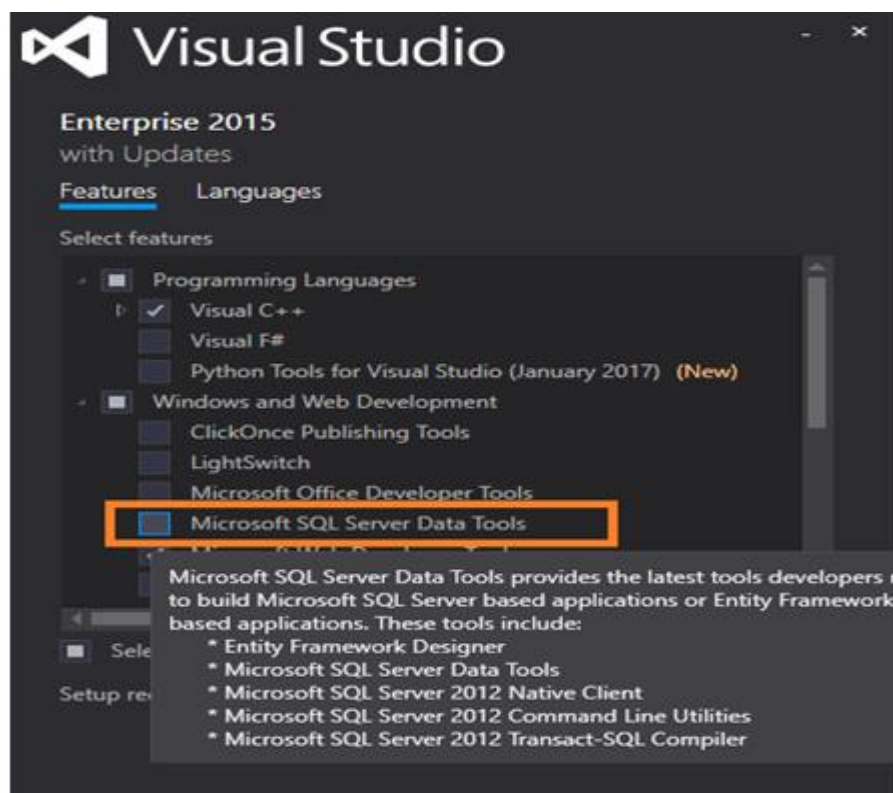 Visual Studio
Enterprise 2015
with Updates
Features Languages
Select features
Programming Languages
Visual C++
Visual F#
Python Tools for Visual Studio (January 2017) (New)
Windows and Web Development
ClickOnce Publishing Tools
LightSwitch
Microsoft Office Developer Tools
Microsoft SQL Server Data Tools
Microsoft SQL Server Data Tools provides the latest tools developers
to build Microsoft SQL Server based applications or Entity Framework
based applications. These tools include:
* Entity Framework Designer
* Microsoft SQL Server Data Tools
* Microsoft SQL Server 2012 Native Client
* Microsoft SQL Server 2012 Command Line Utilities
* Microsoft SQL Server 2012 Transact-SQL Compiler
Sele
Setup re